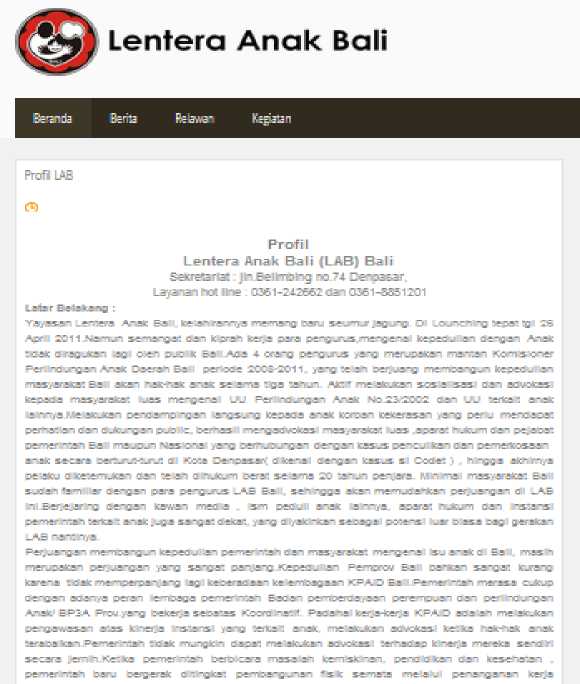 Lentera Anak Bali
Beranda Berita Relawan Kegiatan
Profil LAB
Profil
Lentera Anak Bali (LAB) Bali
Sekretariat : jln.Belimbing no.74 Denpasar,
Layanan hot line : 0361-242662 dan 0361-8851201
Latar Belakang :
Yayasan Lentera Anak Bali, kelahirannya memang baru seumur jagung. Di Lounching tepat tgl 26
April 2011.Namun semangat dan kiprah kerja para pengurus,mengenai kepedulian dengan Anak
tidak diragukan lagi oleh publik Bali.Ada 4 orang pengurus yang merupakan mantan Komisioner
Perlindungan Anak Daerah Bali periode 2008-2011, yang telah berjuang membangun kepedulian
masyarakat Bali akan hak-hak anak selama tiga tahun. Aktif melakukan sosialisasi dan advokasi
kepada masyarakat luas mengenai UU Perlindungan Anak No.23/2002 dan UU terkait anak
lainnya.Melakukan pendampingan langsung kepada anak korban kekerasan yang perlu mendapat
perhatian dan dukungan public, berhasil mengadvokasi masyarakat luas ,aparat hukum dan pejabat
pemerintah Bali maupun Nasional yang berhubungan dengan kasus penculikan dan pemerkosaan
anak secara berturut-turut di Kota Denpasar( dikenal dengan kasus si Codet ) , hingga akhirnya
pelaku diketemukan dan telah dihukum berat selama 20 tahun penjara. Minimal masyarakat Bali
sudah familiar dengan para pengurus LAB Bali, sehingga akan memudahkan perjuangan di LAB
ini.Berjejaring dengan kawan media , lsm peduli anak lainnya, aparat hukum dan instansi
pemerintah terkait anak juga sangat dekat, yang diyakinkan sebagai potensi luar biasa bagi gerakan
LAB nantinya.
Perjuangan membangun kepedulian pemerintah dan masyarakat mengenai isu anak di Bali, masih
merupakan perjuangan yang sangat panjang.Kepedulian Pemprov Bali bahkan sangat kurang
karena tidak memperpanjang lagi keberadaan kelembagaan KPAID Bali.Pemerintah merasa cukup
dengan adanya peran lembaga pemerintah Badan pemberdayaan perempuan dan perlindungan
Anak/ BP3A Prov.yang bekerja sebatas Koordinatif. Padahal kerja-kerja KPAID adalah melakukan
pengawasan atas kinerja instansi yang terkait anak, melakukan advokasi ketika hak-hak anak
terabaikan.Pemerintah tidak mungkin dapat melakukan advokasi terhadap kinerja mereka sendiri
secara jernih.Ketika pemerintah berbicara masalah kemiskinan, pendidikan dan kesehatan ,
pemerintah baru bergerak ditingkat pembangunan fisik semata melalui penanganan kerja